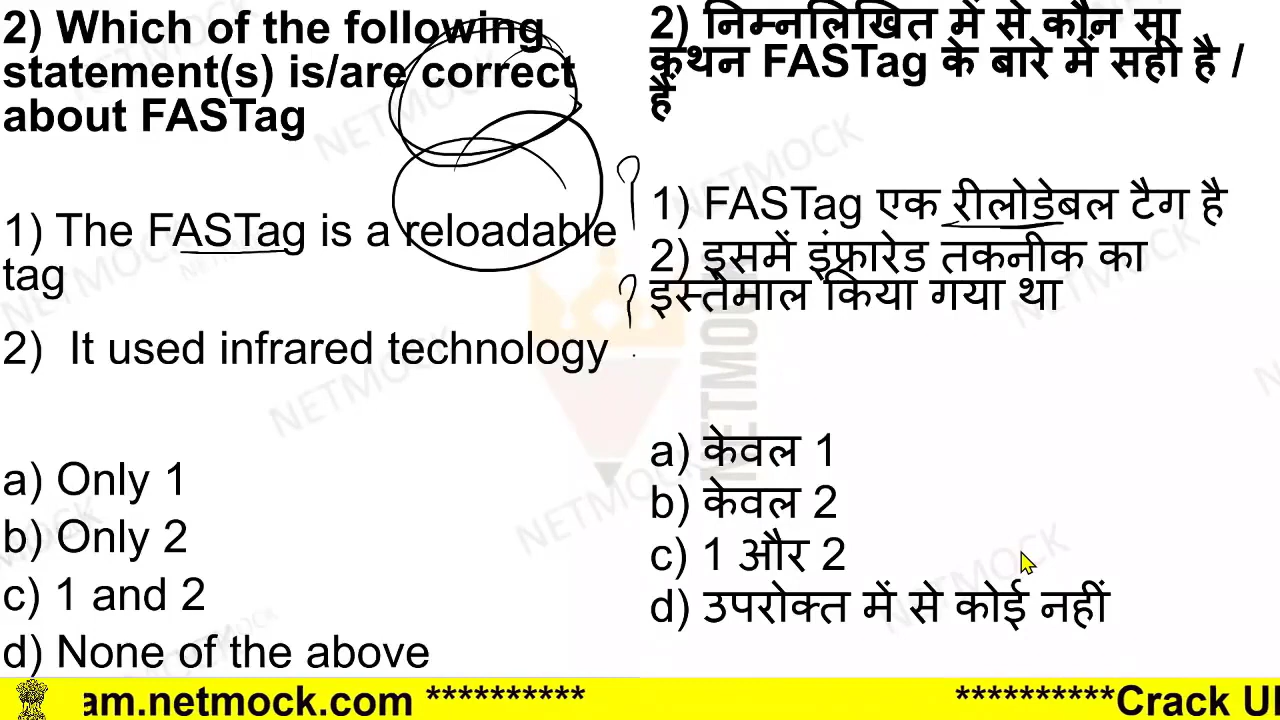 2) Which of the following
statement(s) is/are correct
about FASTag
1) The FASTag is a reloadable
tag
2) It used infrared technology
a) Only 1
b) Only 2
c) 1 and 2
d) None of the above
2) निम्नलिखित में से कौन सा
कथन FASTag के बारे में सही है /
हैं
1) FASTag एक रीलोडेबल टैग है
2) इसमें इंफ्रारेड तकनीक का
इस्तेमाल किया गया था
a) केवल 1
b) केवल 2
c) 1 और 2
d) उपरोक्त में से कोई नहीं
NETMOCK
am.netmock.com ********** **********Crack U